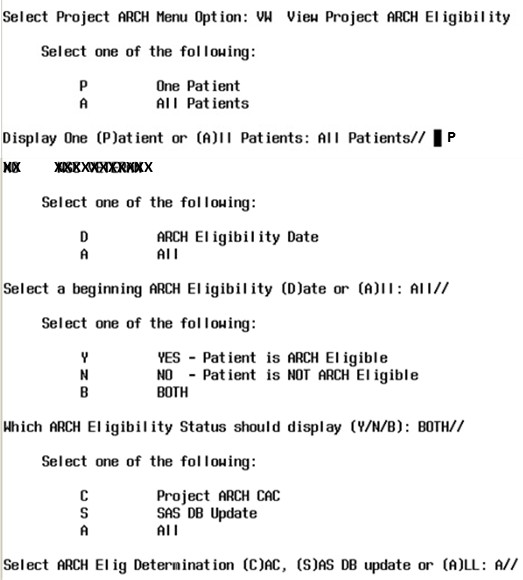 Select Project ARCH Menu Option: VW  View Project ARCH Eligibility
Select one of the following:
P          One Patient
A          All Patients
Display One (P)atient or (A)ll Patients: All Patients// P
Select one of the following:
D          ARCH Eligibility Date
A          All
Select a beginning ARCH Eligibility (D)ate or (A)ll: All//
Select one of the following:
Y          YES - Patient is ARCH Eligible
N          NO  - Patient is NOT ARCH Eligible
B          BOTH
Which ARCH Eligibility Status should display (Y/N/B): BOTH//
Select one of the following:
C          Project ARCH CAC
S          SAS DB Update
A          All
Select ARCH Elig Determination (C)AC, (S)AS DB update or (A)LL: A//